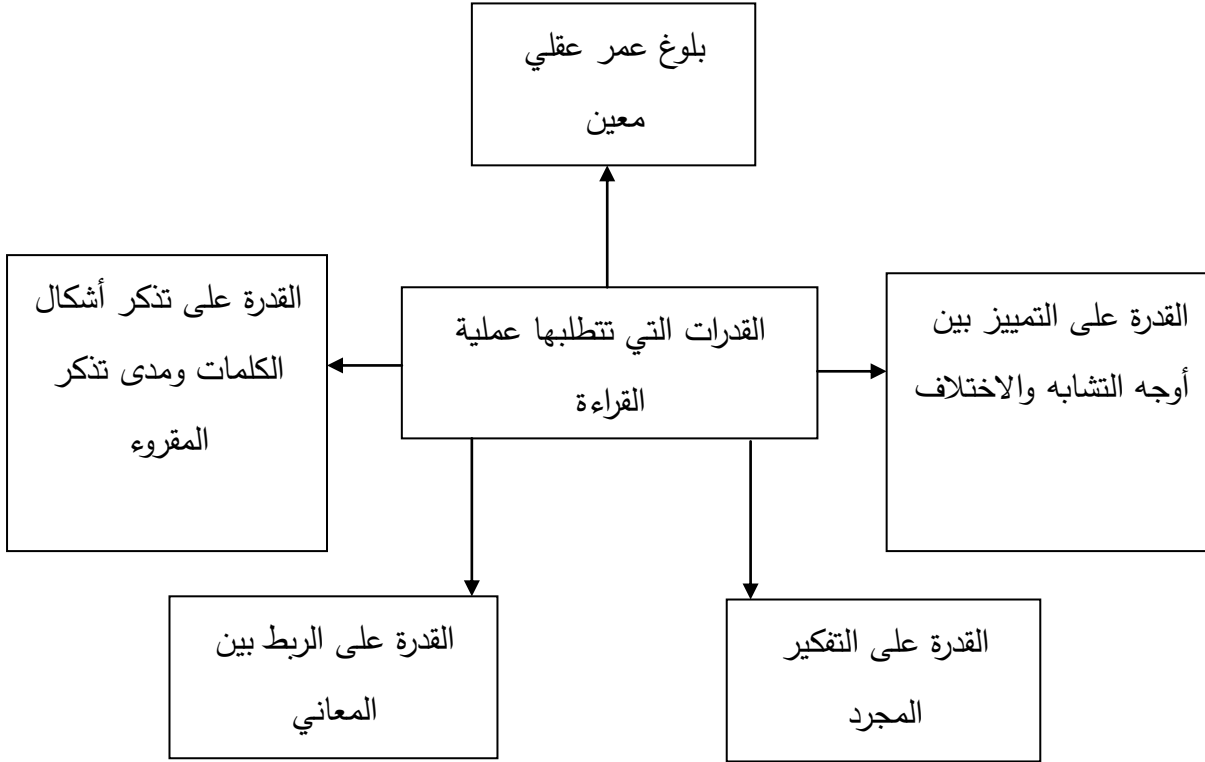 بلوغ عمر عقلي
معين
القدرات التي تتطلبها عملية
القراءة
القدرة على التمييز بين
أوجه التشابه والاختلاف
القدرة على تذكر أشكال
الكلمات ومدى تذكر
المقروء
القدرة على التفكير
المجرد
القدرة على الربط بين
المعاني